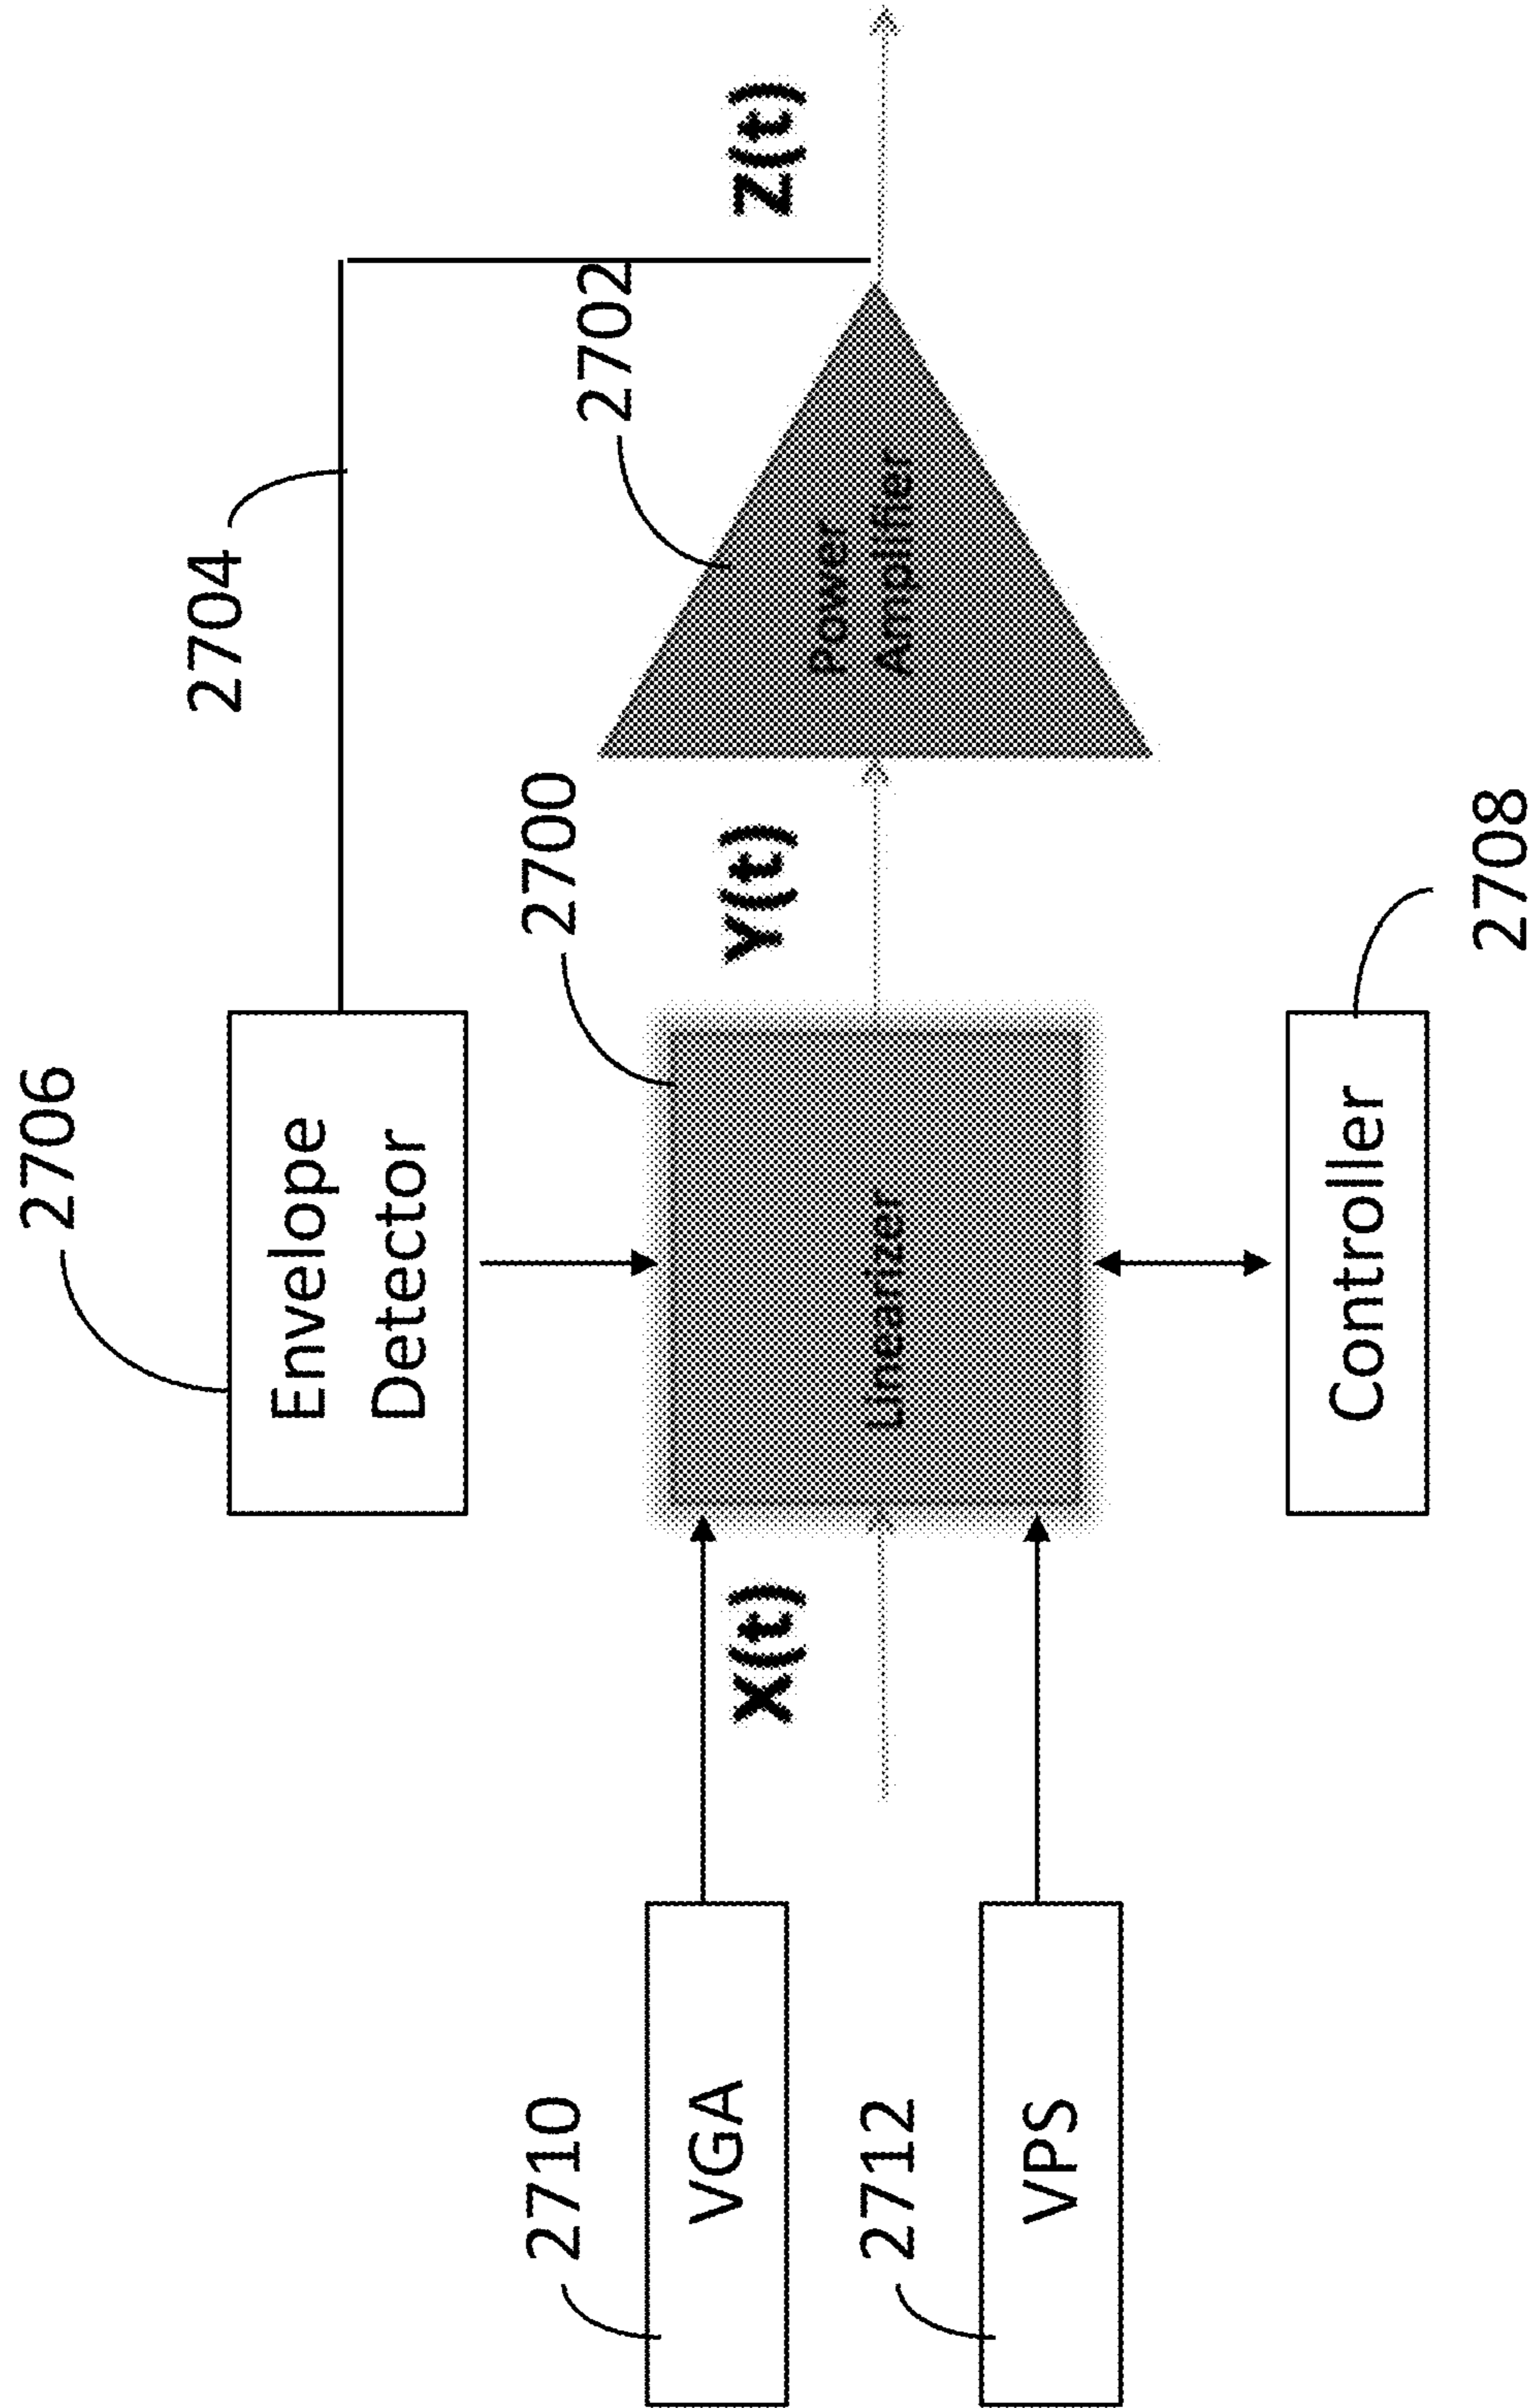 2706
Envelope
Detector
2704
2710
VGA
X(t)
2700
Linearizer
Y(t)
2702
Power
Amplifier
Z(t)
2712
VPS
Controller
2708